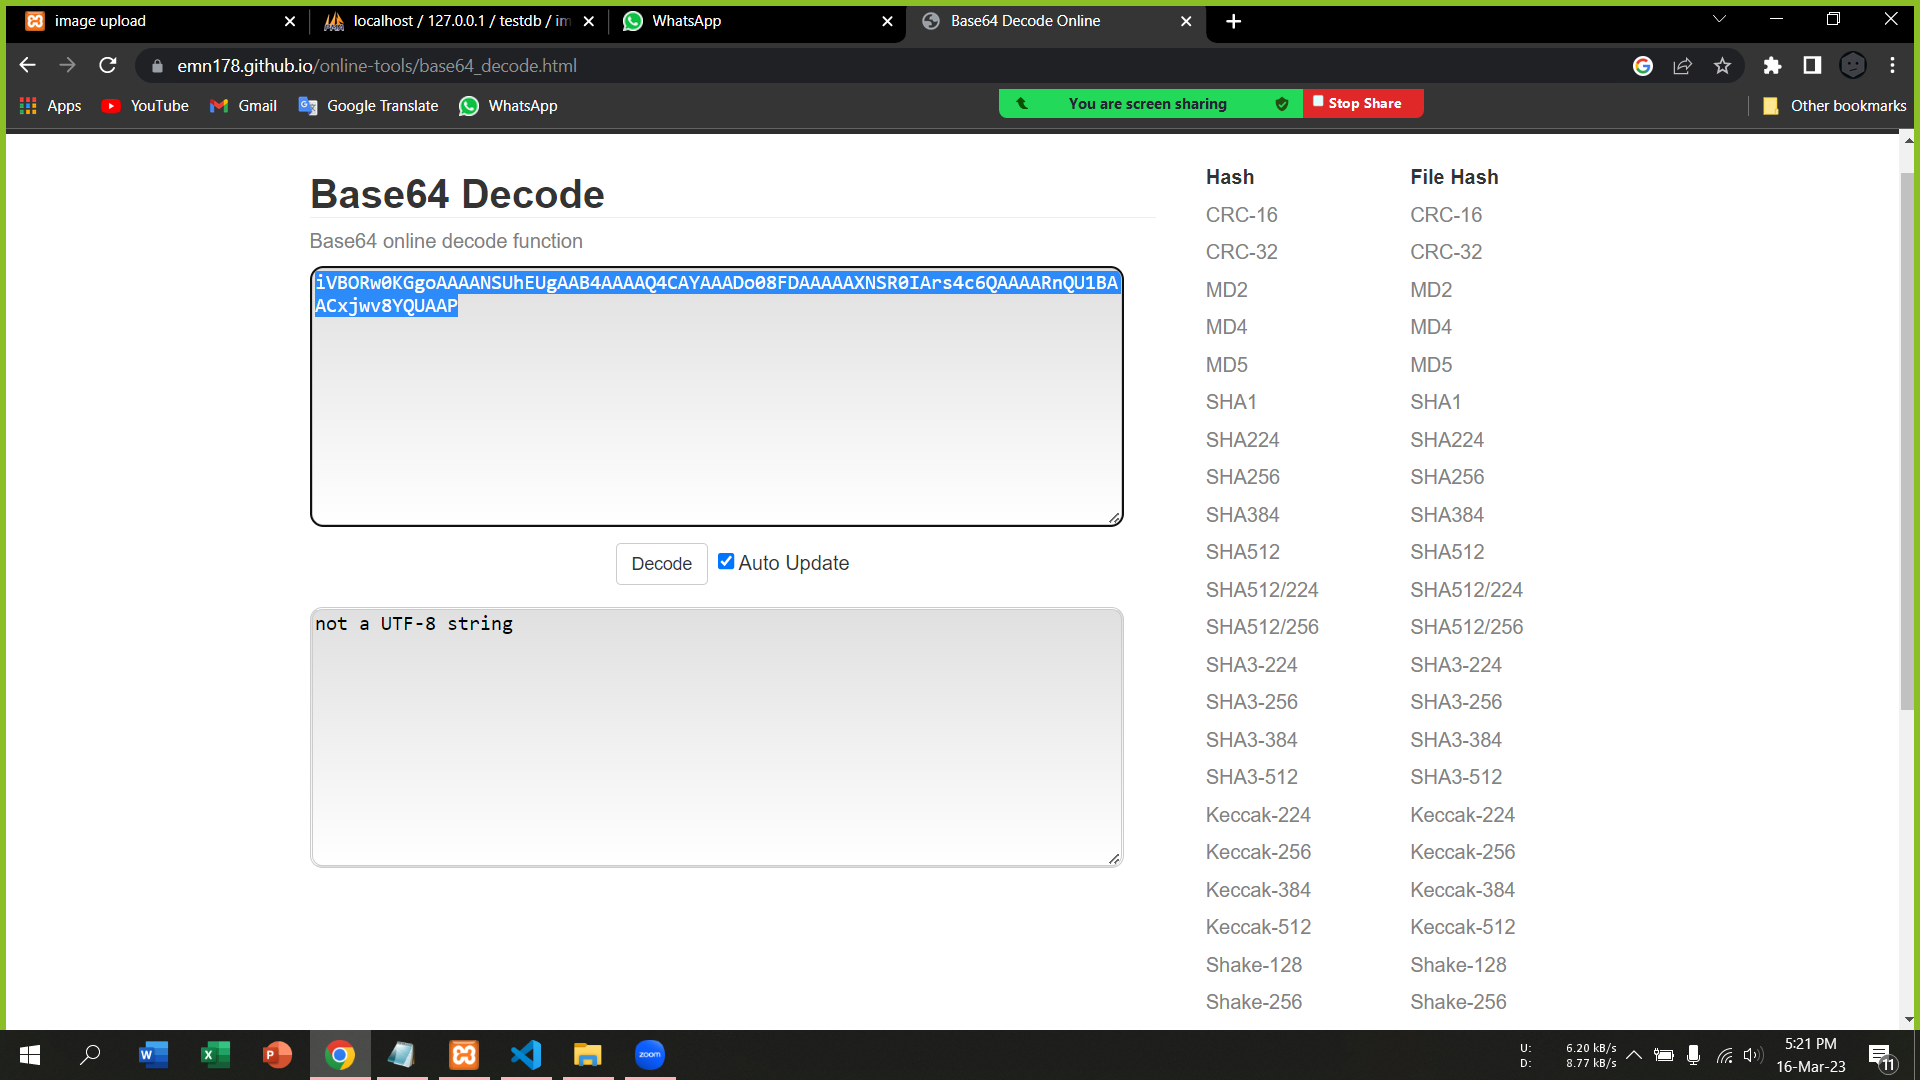 image upload
localhost / 127.0.0.1 / testdb / im
WhatsApp
Base64 Decode Online
emn178.github.io/online-tools/base64_decode.html
Apps
YouTube
Gmail
Google Translate
WhatsApp
You are screen sharing
Stop Share
Other bookmarks
Base64 Decode
Base64 online decode function
iVBORw0KGgoAAAANSUhEUgAAB4AAAAQ4CAYAAADo08FDAAAAAXNSR0IArs4c6QAAAARnQU1BA
ACxjwv8YQUAAP
Decode
Auto Update
not a UTF-8 string
Hash
CRC-16
CRC-32
MD2
MD4
MD5
SHA1
SHA224
SHA256
SHA384
SHA512
SHA512/224
SHA512/256
SHA3-224
SHA3-256
SHA3-384
SHA3-512
Keccak-224
Keccak-256
Keccak-384
Keccak-512
Shake-128
Shake-256
File Hash
CRC-16
CRC-32
MD2
MD4
MD5
SHA1
SHA224
SHA256
SHA384
SHA512
SHA512/224
SHA512/256
SHA3-224
SHA3-256
SHA3-384
SHA3-512
Keccak-224
Keccak-256
Keccak-384
Keccak-512
Shake-128
Shake-256
zoom
U: 6.20 kB/s
D: 8.77 kB/s
5:21 PM
16-Mar-23
11